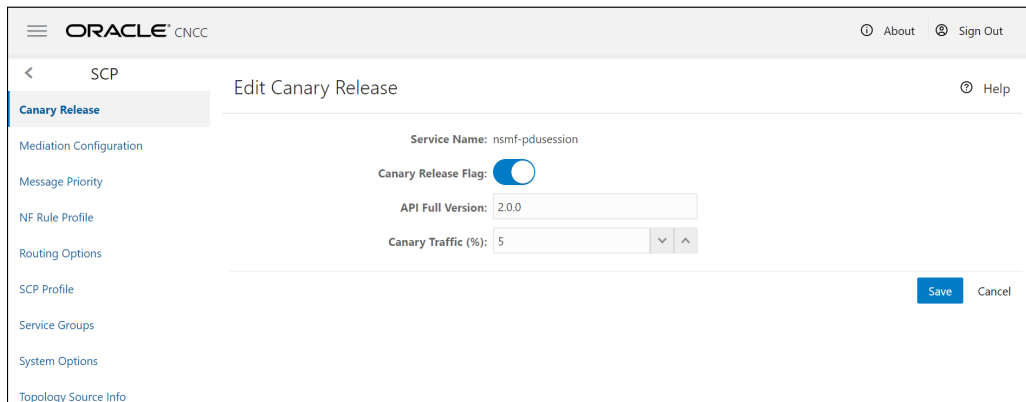 ORACLE® CNCC
About
Sign Out
SCP
Canary Release
Mediation Configuration
Message Priority
NF Rule Profile
Routing Options
SCP Profile
Service Groups
System Options
Topology Source Info
Edit Canary Release
Help
Service Name: nsmf-pdusession
Canary Release Flag:
API Full Version: 2.0.0
Canary Traffic (%): 5
Save Cancel